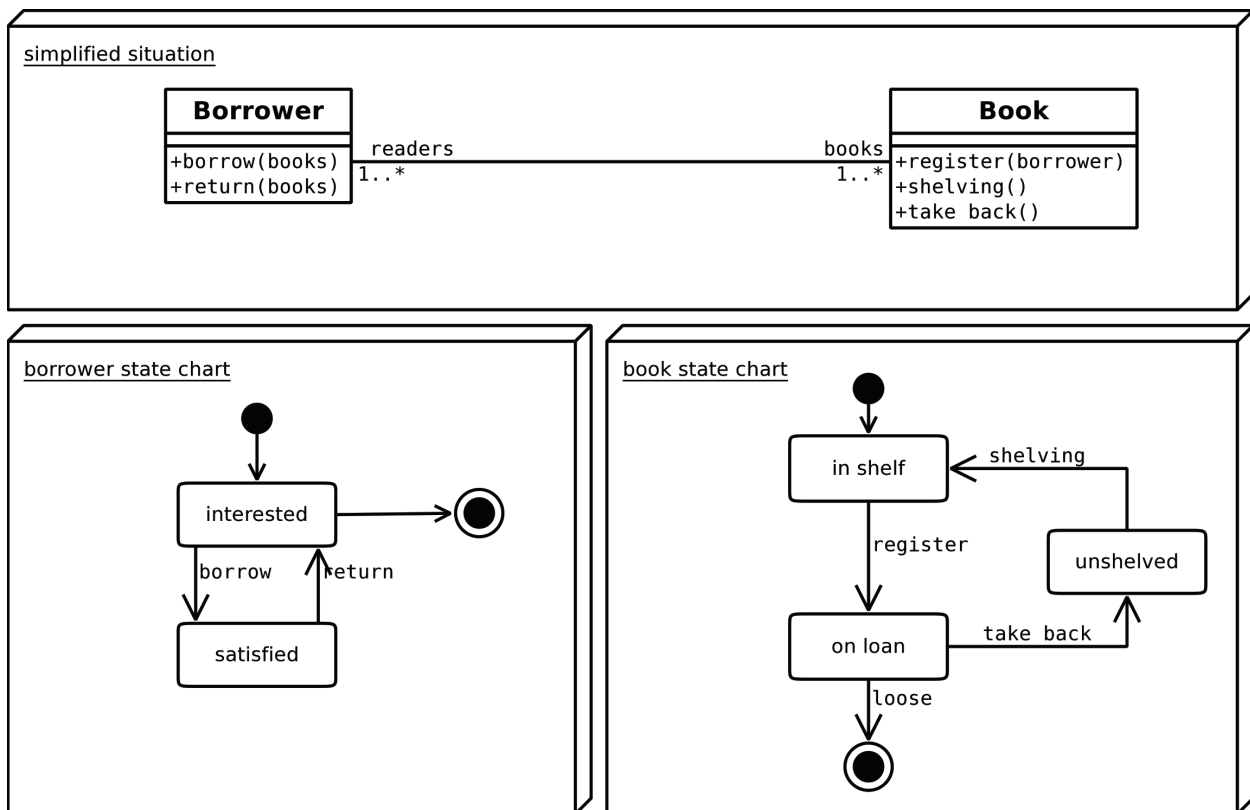 simplified situation
Borrower
+borrow(books)
+return(books)
readers
1..*
books
1..*
Book
+register(borrower)
+shelving()
+take back()
borrower state chart
interested
borrow
return
satisfied
book state chart
in shelf
shelving
register
unshelved
on loan
take back
loose